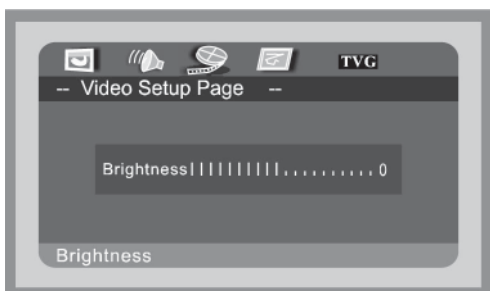 TVG
-- Video Setup Page --
Brightness||||||||||..........0
Brightness